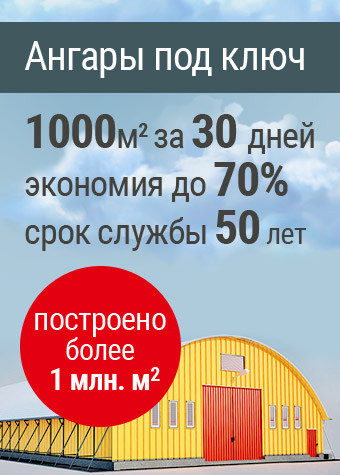 Ангары под ключ
1000м² за 30 дней
экономия до 70%
срок службы 50 лет
построено
более
1 млн. м²